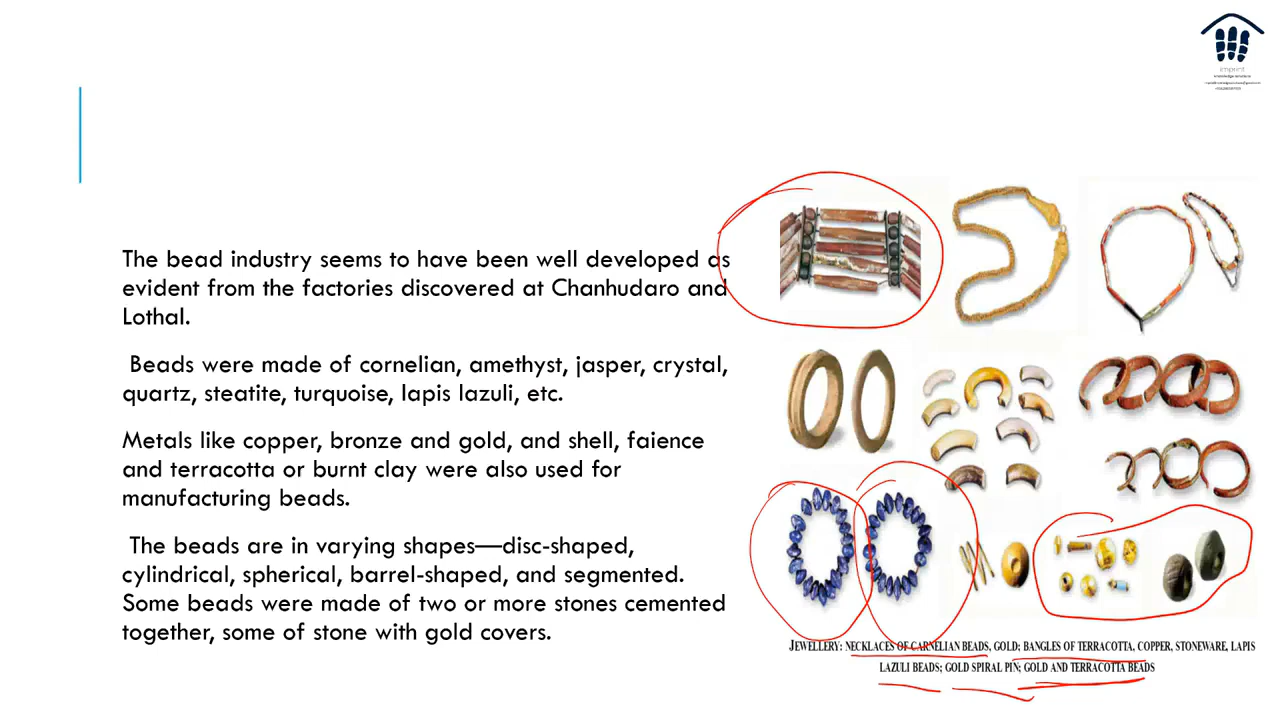 imprint
The bead industry seems to have been well developed as
evident from the factories discovered at Chanhudaro and
Lothal.
Beads were made of cornelian, amethyst, jasper, crystal,
quartz, steatite, turquoise, lapis lazuli, etc.
Metals like copper, bronze and gold, and shell, faience
and terracotta or burnt clay were also used for
manufacturing beads.
The beads are in varying shapes—disc-shaped,
cylindrical, spherical, barrel-shaped, and segmented.
Some beads were made of two or more stones cemented
together, some of stone with gold covers.
JEWELLERY: NECKLACES OF CARNELIAN BEADS, GOLD; BANGLES OF TERRACOTTA, COPPER, STONEWARE, LAPIS
LAZULI BEADS; GOLD SPIRAL PIN; GOLD AND TERRACOTTA BEADS